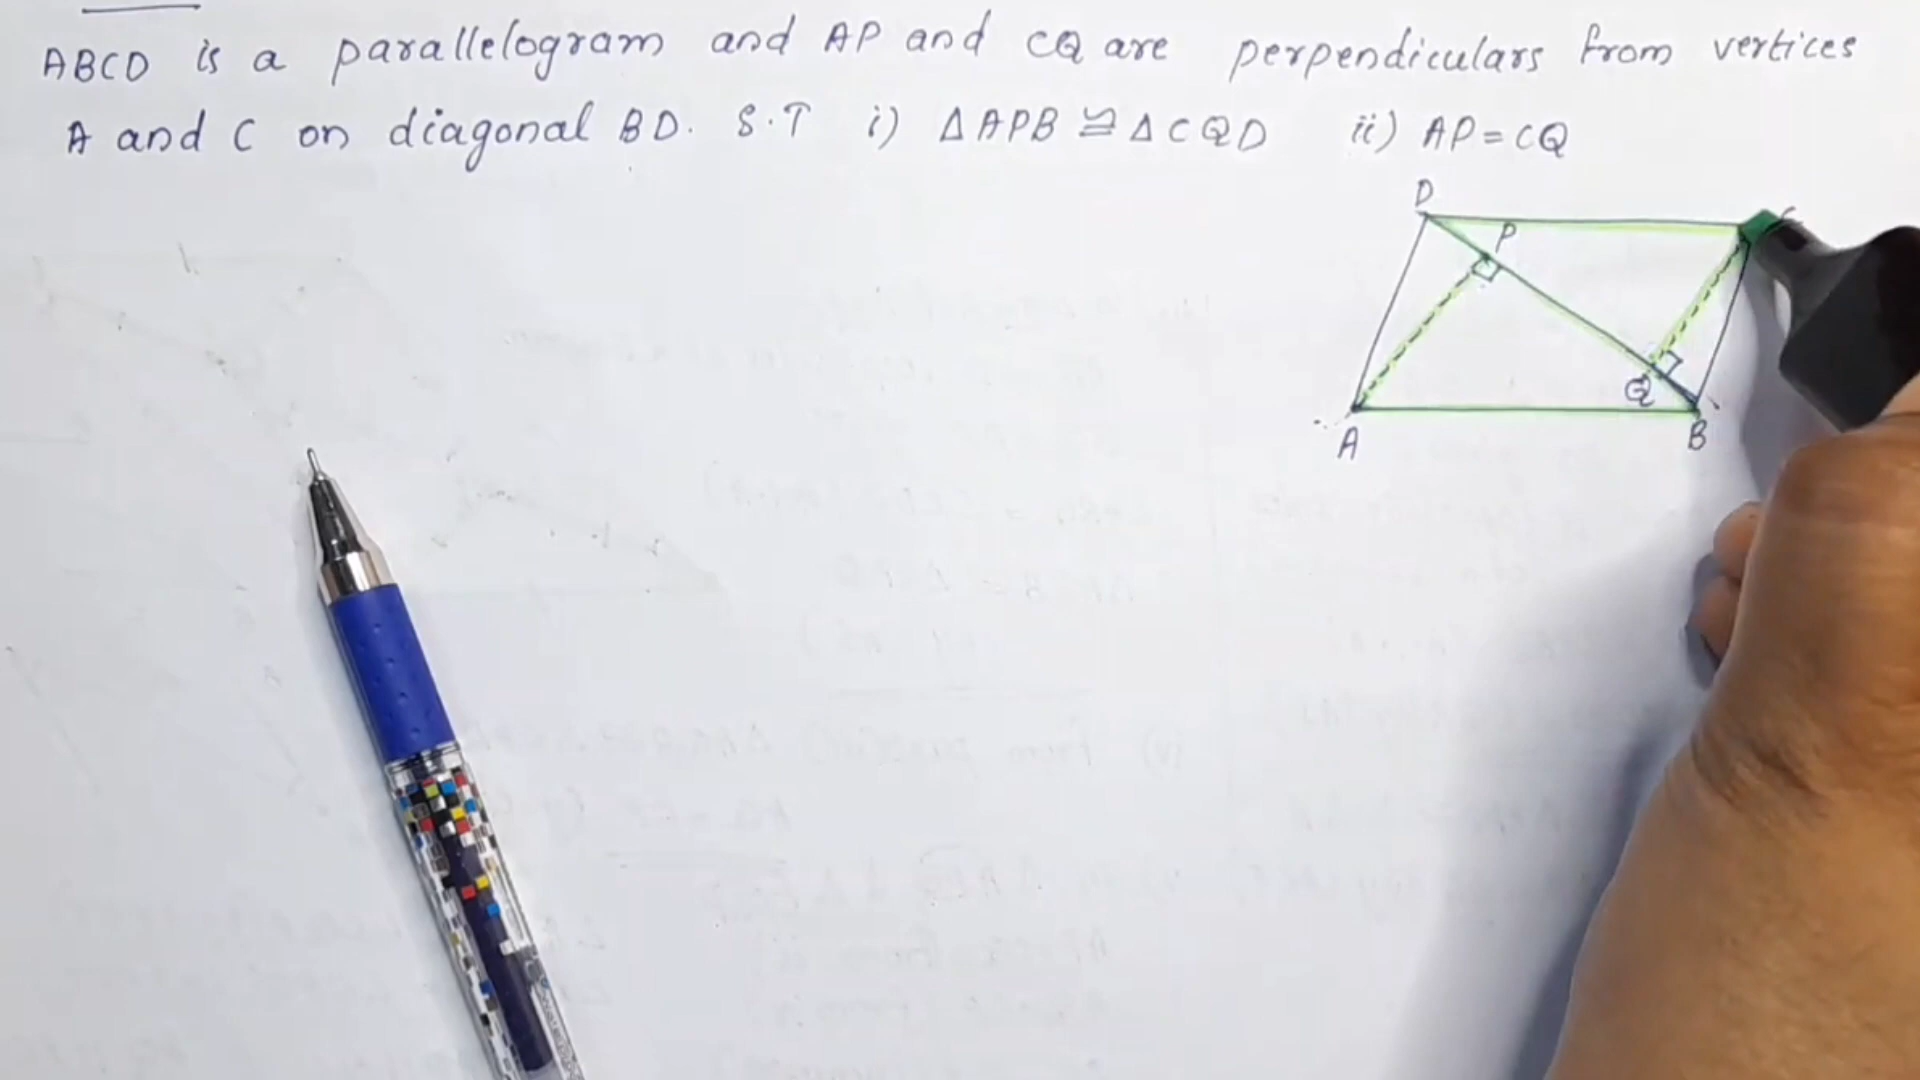 ABCD is a parallelogram and AP and CQ are perpendiculars from vertices
A and C on diagonal BD. S.T i) ΔAPB ≅ ΔCQD ii) AP = CQ
D
P
Q
A
B